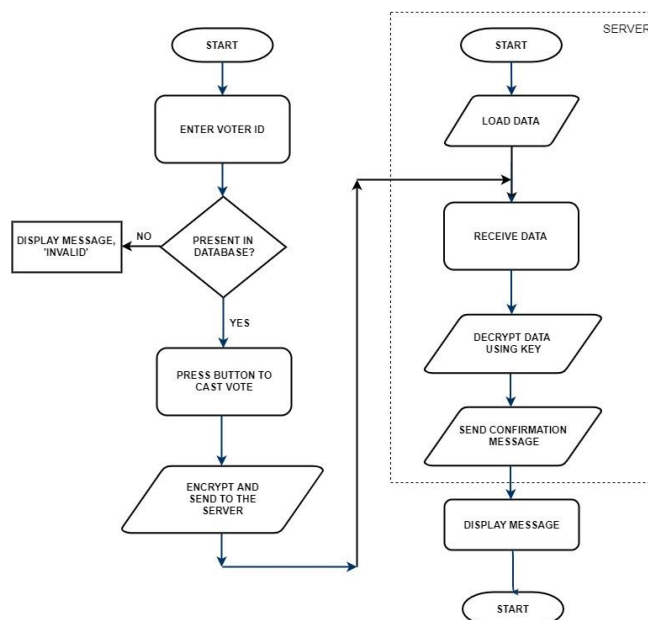 START
ENTER VOTER ID
PRESENT IN
DATABASE?
NO
DISPLAY MESSAGE,
'INVALID'
YES
PRESS BUTTON TO
CAST VOTE
ENCRYPT AND
SEND TO THE
SERVER
SERVER
START
LOAD DATA
RECEIVE DATA
DECRYPT DATA
USING KEY
SEND CONFIRMATION
MESSAGE
DISPLAY MESSAGE
START